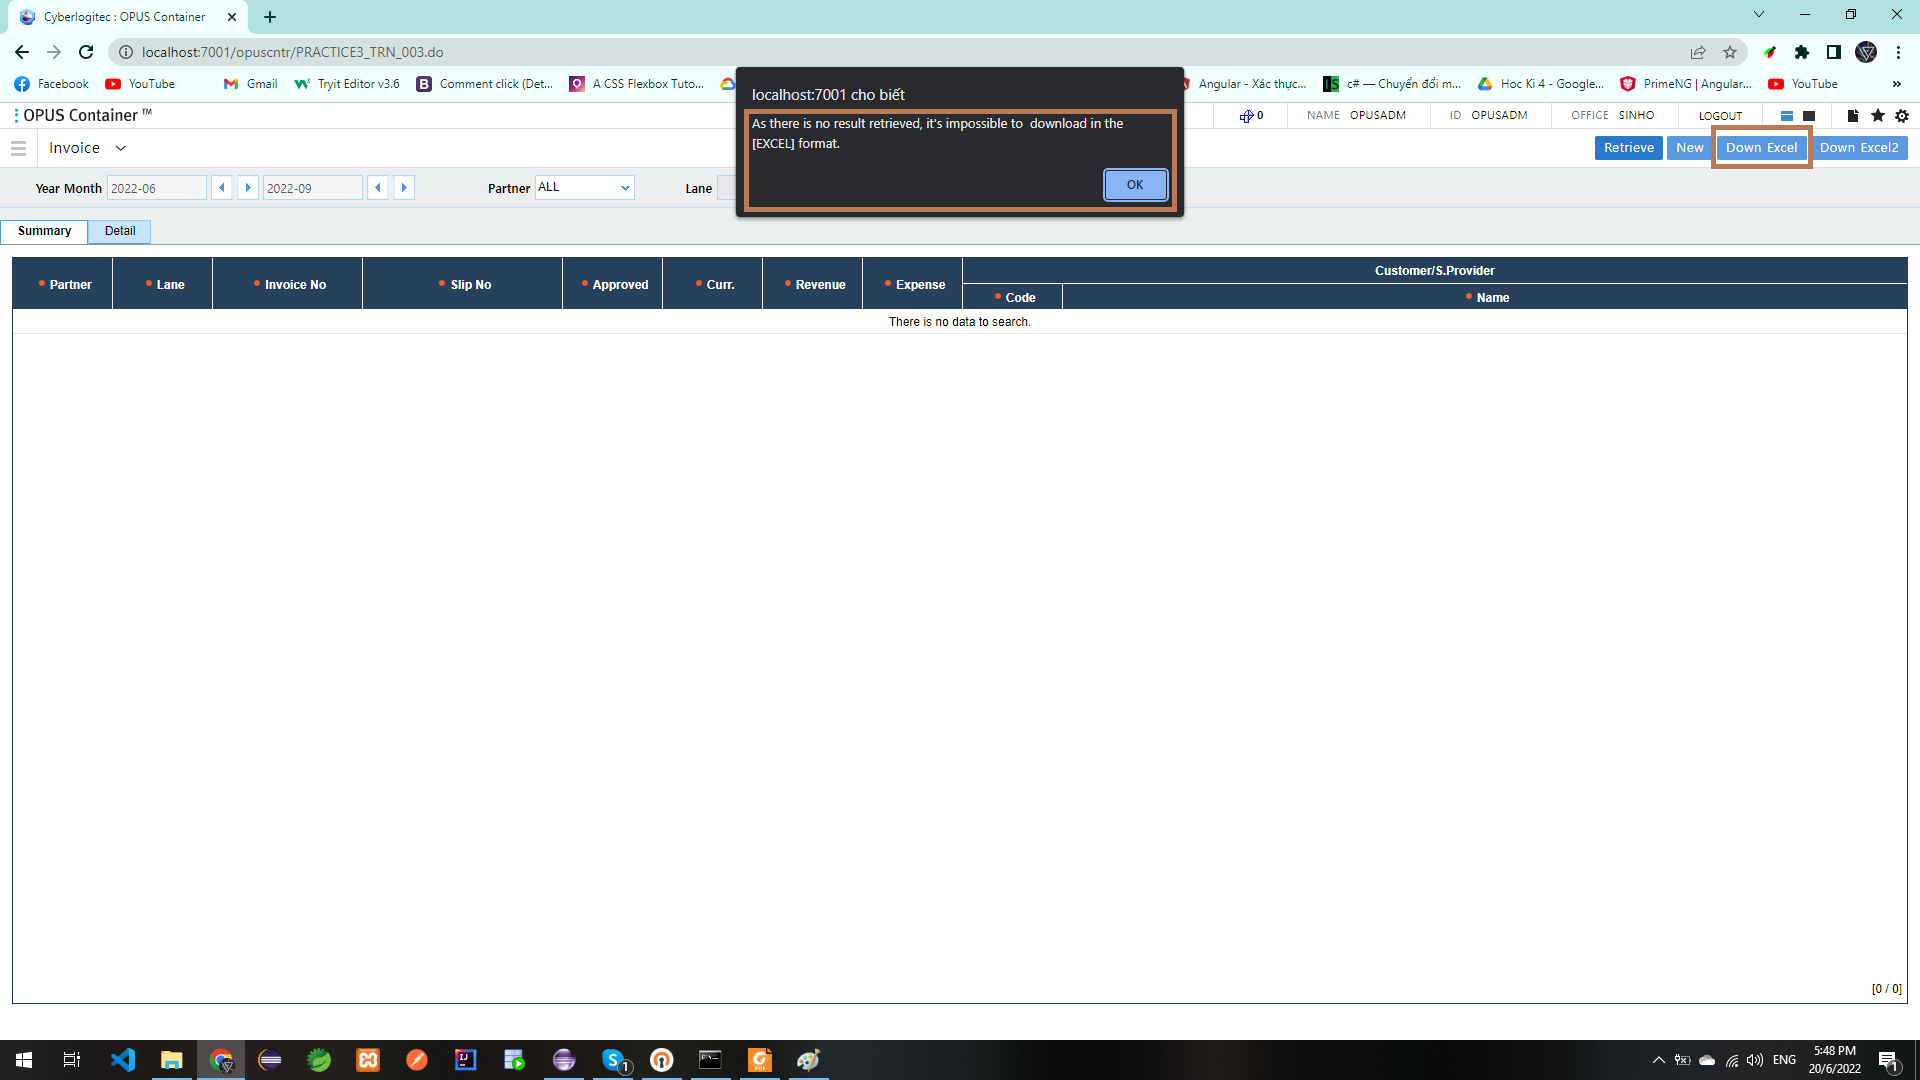 Cyberlogitec : OPUS Container
localhost:7001/opuscntr/PRACTICE3_TRN_003.do
Facebook
YouTube
Gmail
Tryit Editor v3.6
Comment click (Det...
A CSS Flexbox Tuto...
Angular - Xác thực...
c# — Chuyển đổi m...
Hoc Ki 4 - Google...
PrimeNG | Angular...
YouTube
»
localhost:7001 cho biết
As there is no result retrieved, it's impossible to  download in the
[EXCEL] format.
OK
OPUS Container ™
0
NAME OPUSADM
ID OPUSADM
OFFICE SINHO
LOGOUT
Invoice
Retrieve
New
Down Excel
Down Excel2
Year Month 2022-06
2022-09
Partner ALL
Lane
Summary
Detail
Partner
Lane
Invoice No
Slip No
Approved
Curr.
Revenue
Expense
Customer/S.Provider
Code
Name
There is no data to search.
[0 / 0]
ENG
5:48 PM
20/6/2022
1
1